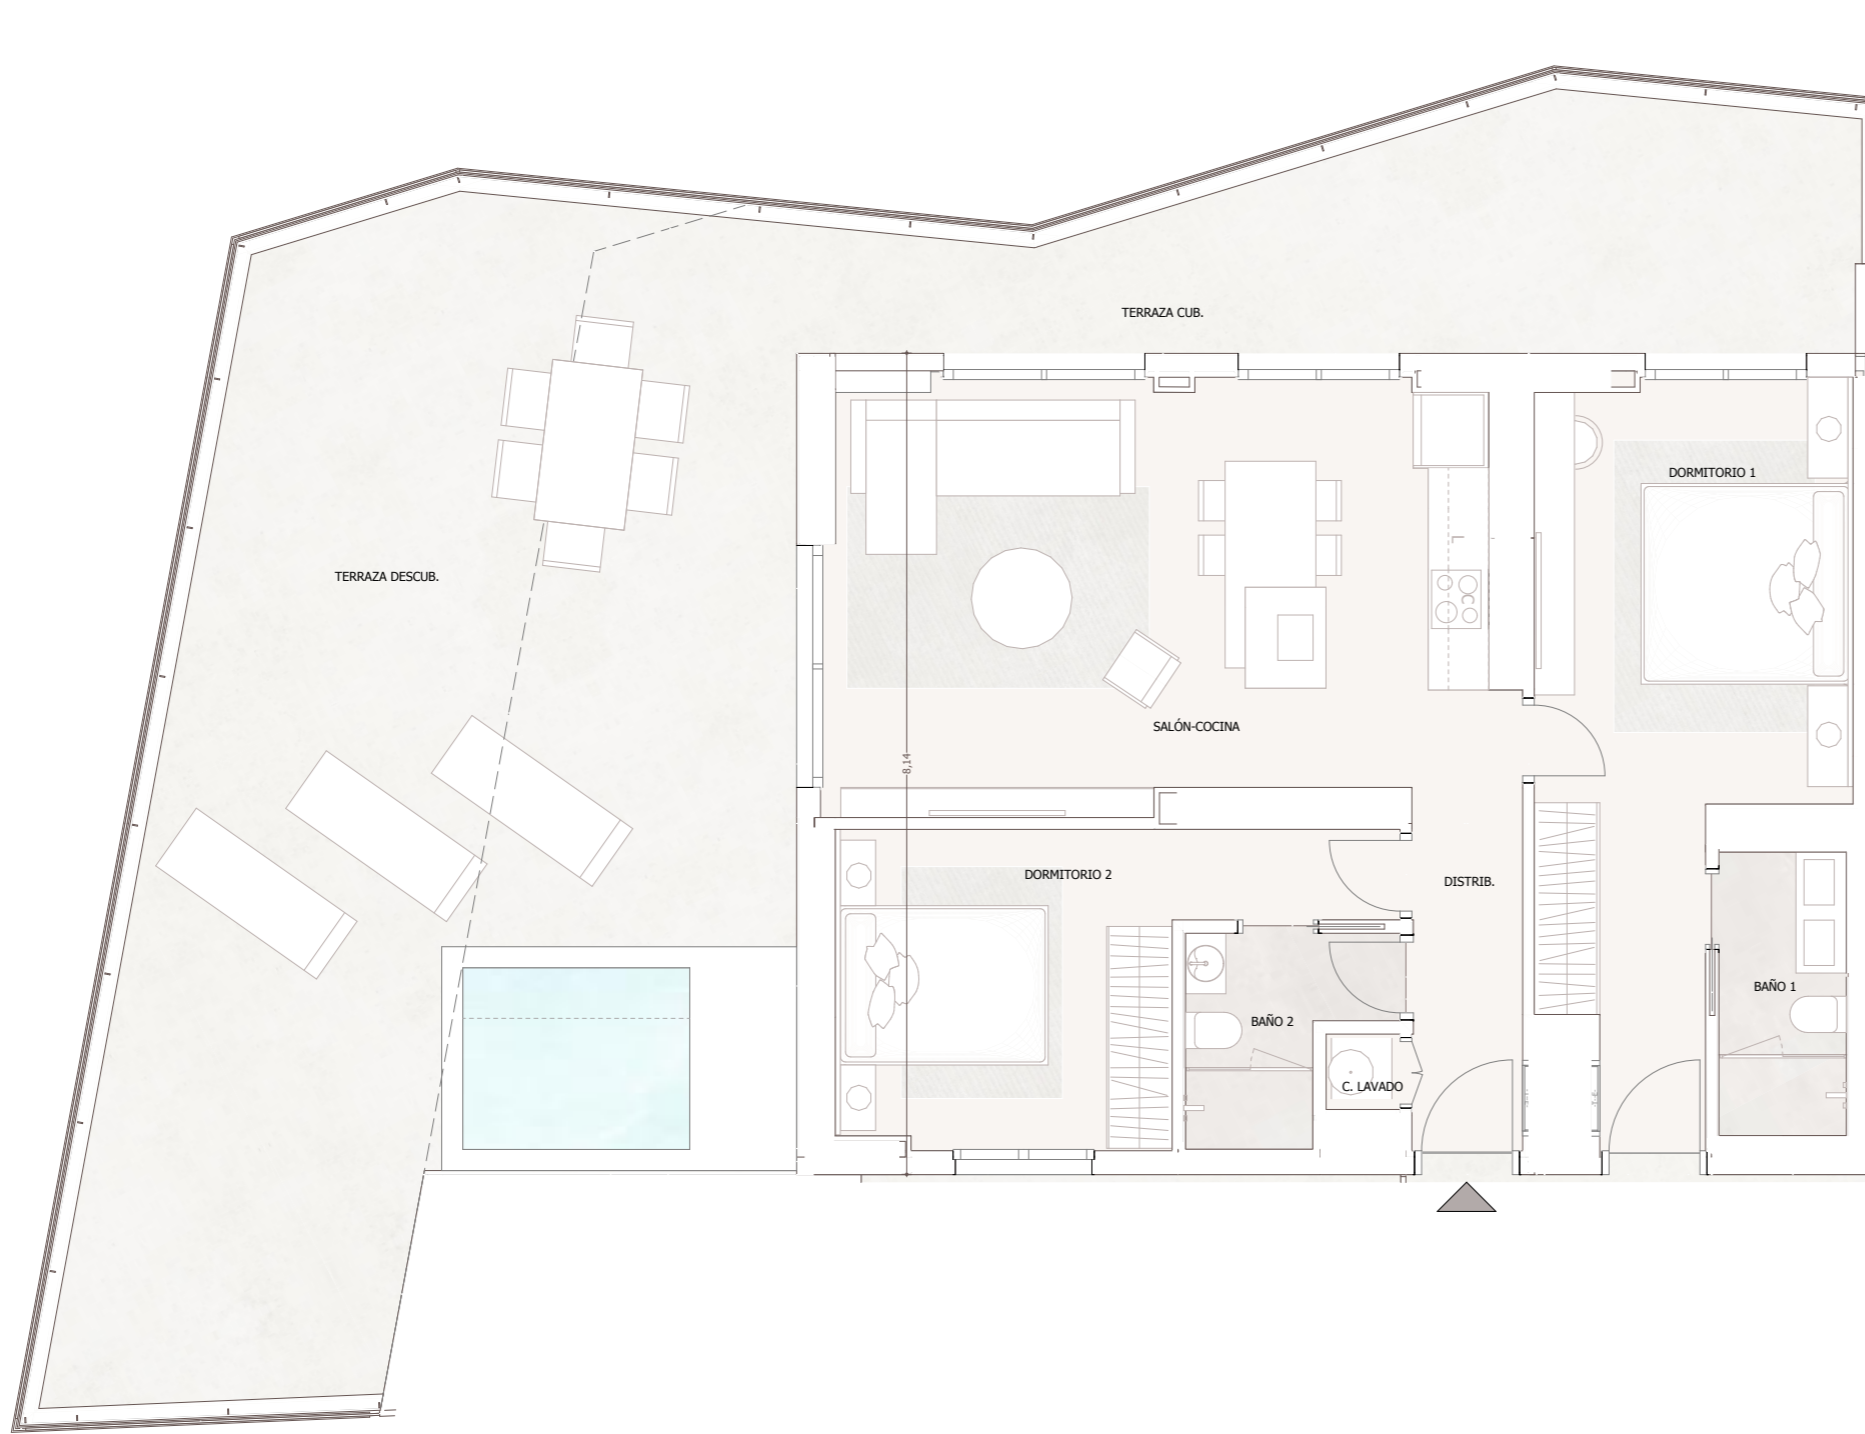 TERRAZA CUB.
DORMITORIO 1
TERRAZA DESCUB.
SALÓN-COCINA
8,14
DORMITORIO 2
DISTRIB.
BAÑO 1
BAÑO 2
C. LAVADO